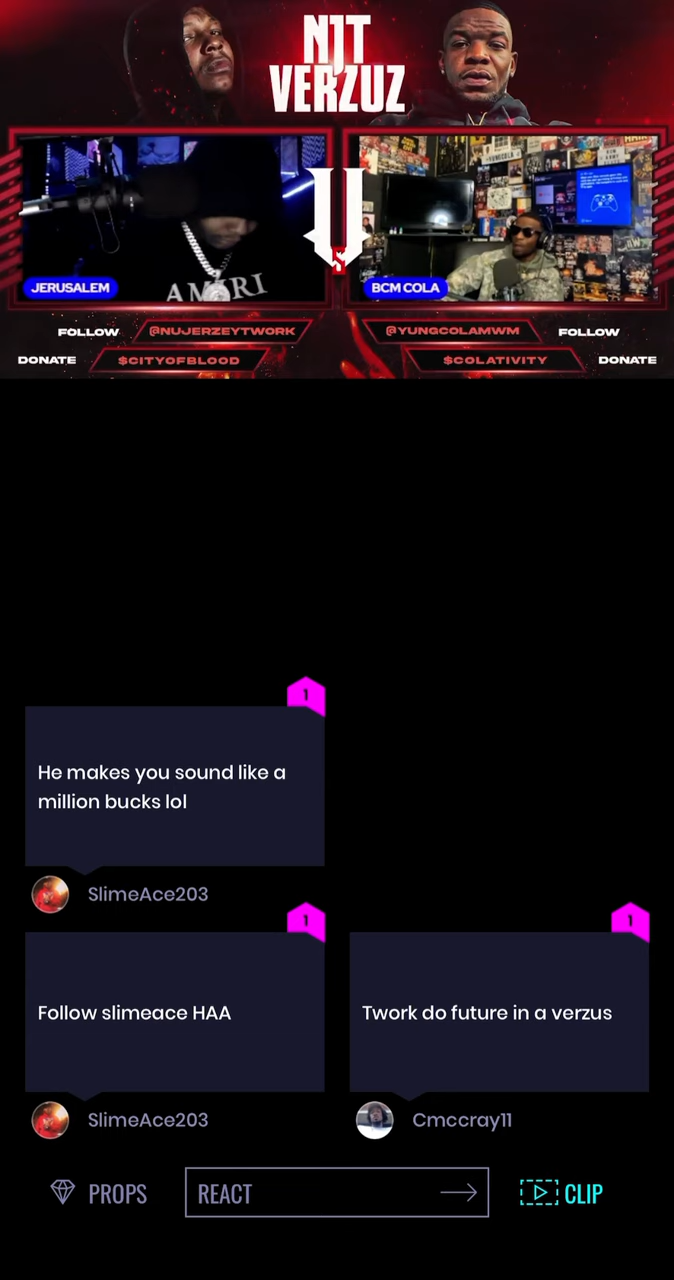 NJT
VERZUZ
AMIRI
JERUSALEM
BCM COLA
FOLLOW
@NUJERZEYTWORK
@YUNGCOLAMWM
FOLLOW
DONATE
$CITYOFBLOOD
$COLATIVITY
DONATE
1
He makes you sound like a
million bucks lol
SlimeAce203
1
Follow slimeace HAA
SlimeAce203
1
Twork do future in a verzus
Cmccray11
PROPS
REACT
CLIP